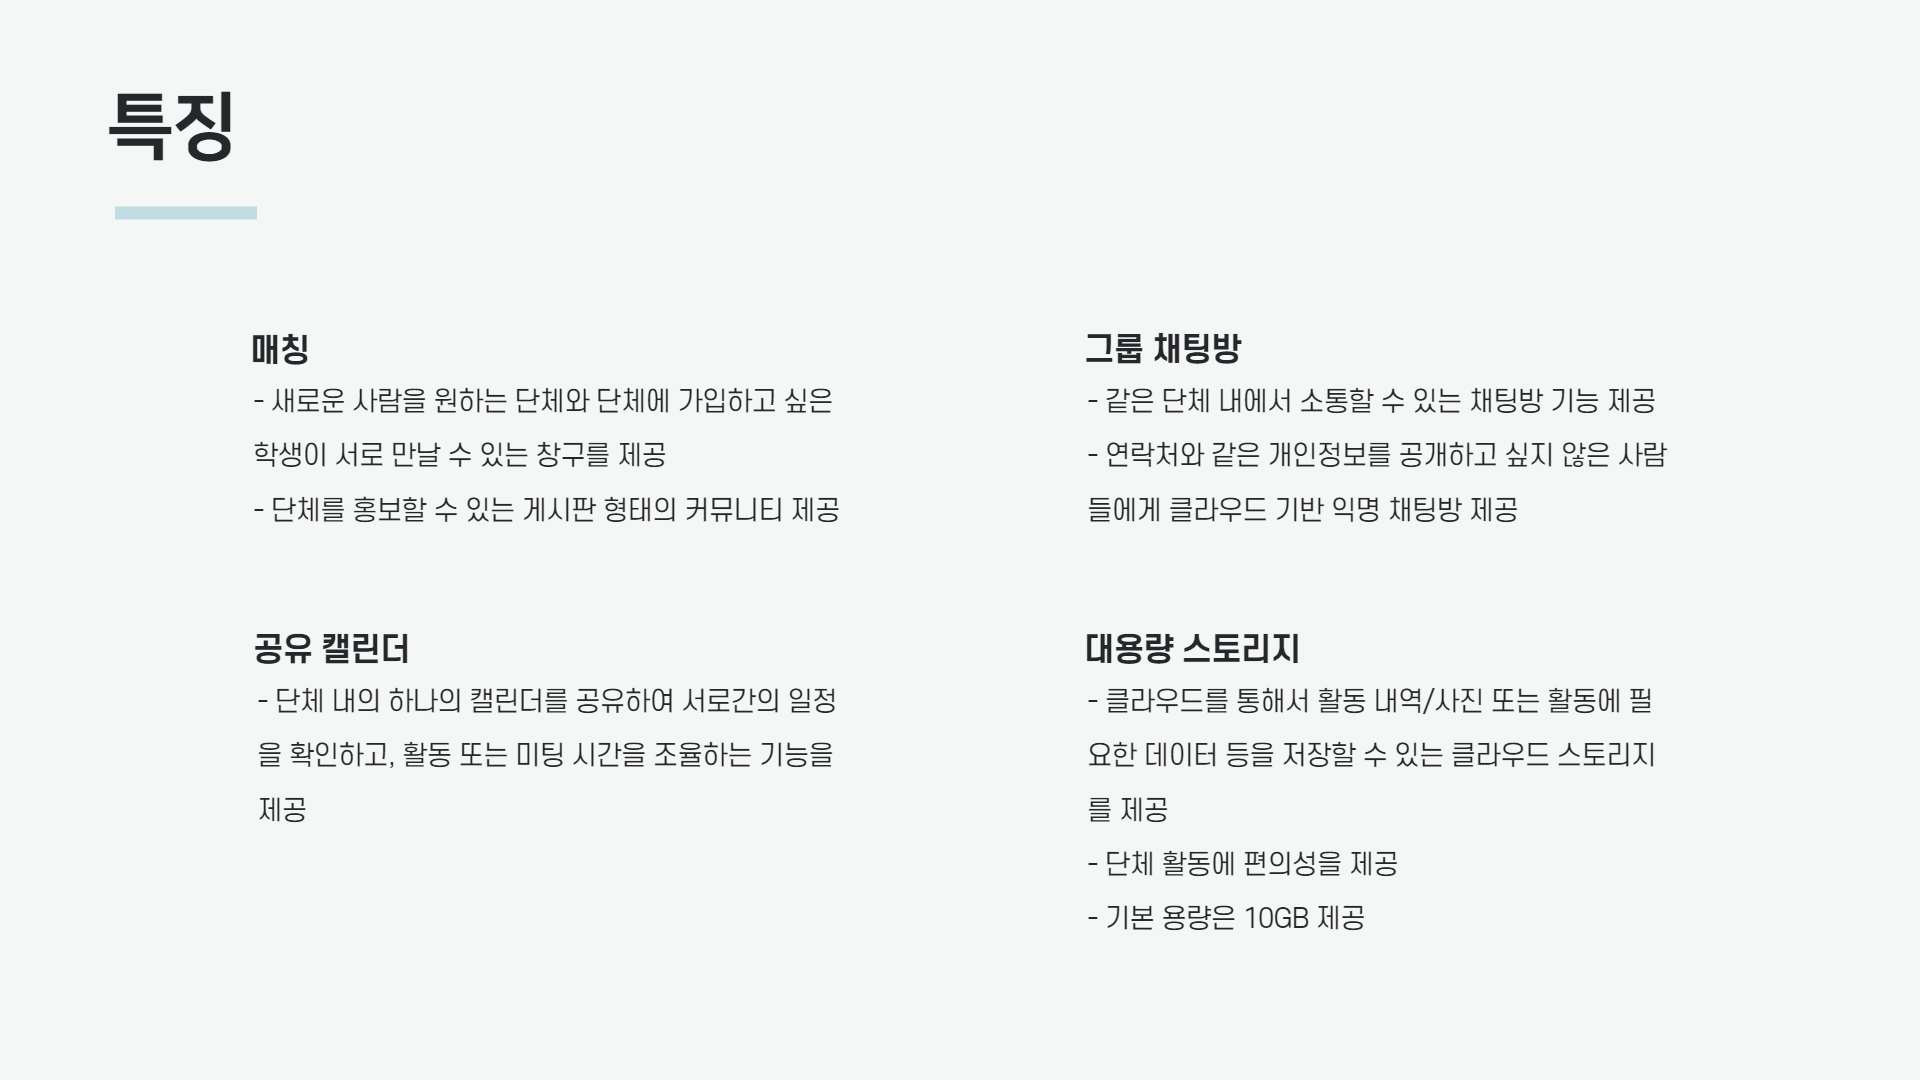 특징
매칭
- 새로운 사람을 원하는 단체와 단체에 가입하고 싶은
학생이 서로 만날 수 있는 창구를 제공
- 단체를 홍보할 수 있는 게시판 형태의 커뮤니티 제공
그룹 채팅방
- 같은 단체 내에서 소통할 수 있는 채팅방 기능 제공
- 연락처와 같은 개인정보를 공개하고 싶지 않은 사람
들에게 클라우드 기반 익명 채팅방 제공
공유 캘린더
- 단체 내의 하나의 캘린더를 공유하여 서로간의 일정
을 확인하고, 활동 또는 미팅 시간을 조율하는 기능을
제공
대용량 스토리지
- 클라우드를 통해서 활동 내역/사진 또는 활동에 필
요한 데이터 등을 저장할 수 있는 클라우드 스토리지
를 제공
- 단체 활동에 편의성을 제공
- 기본 용량은 10GB 제공